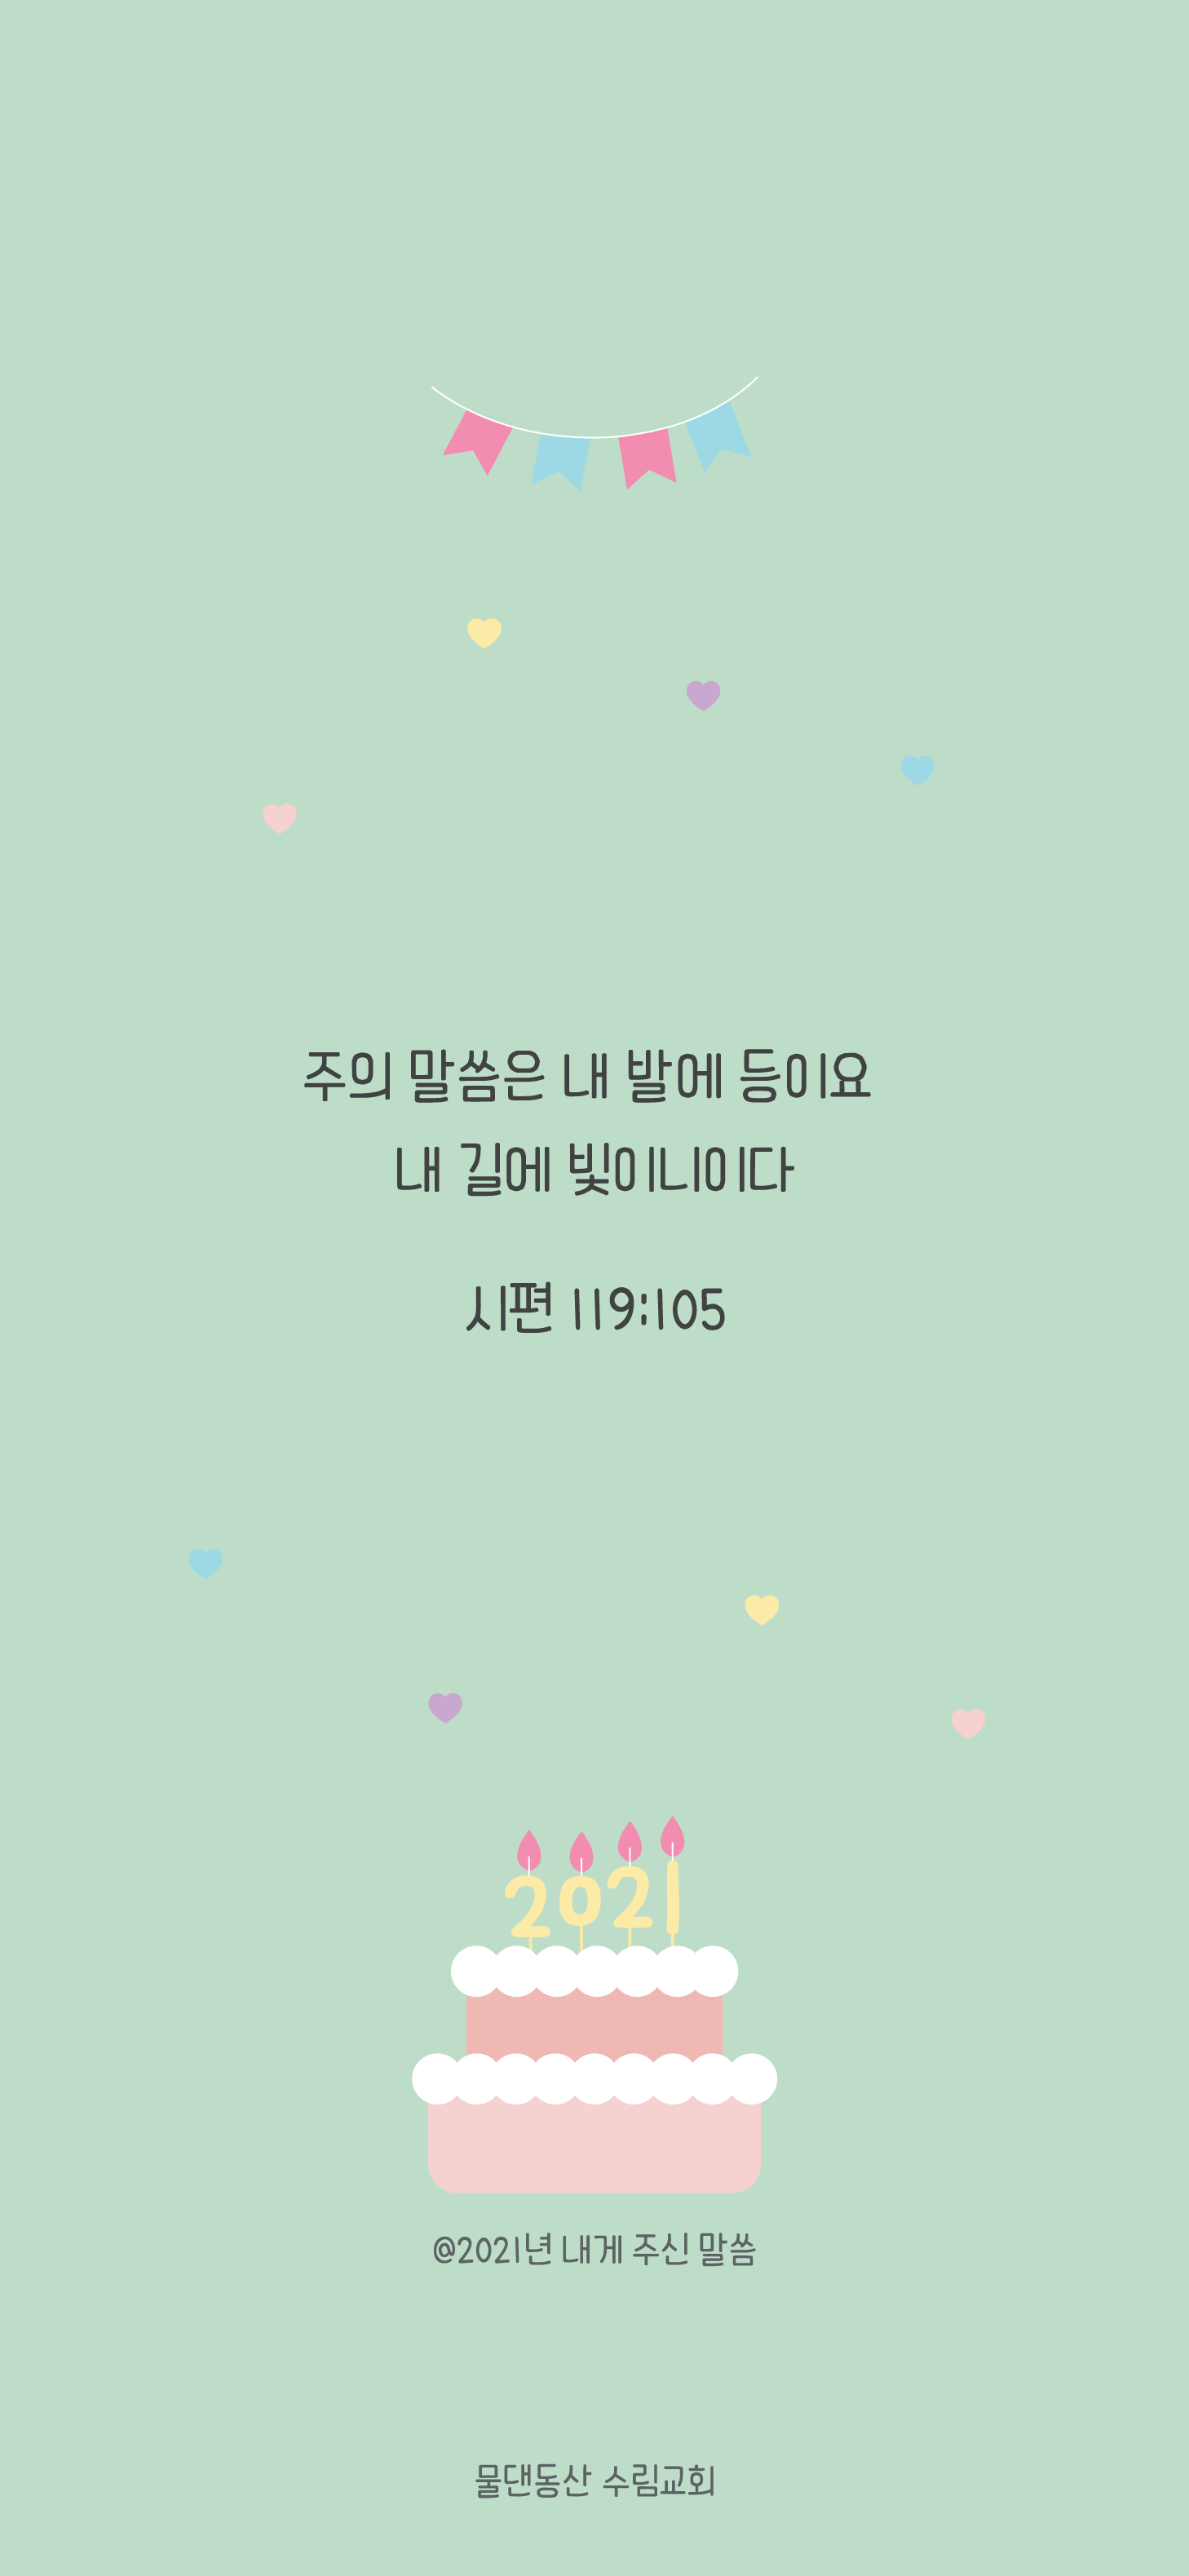 주의 말씀은 내 발에 등이요
내 길에 빛이니이다
시편 119:105
2021
@2021년 내게 주신 말씀
물댄동산 수림교회